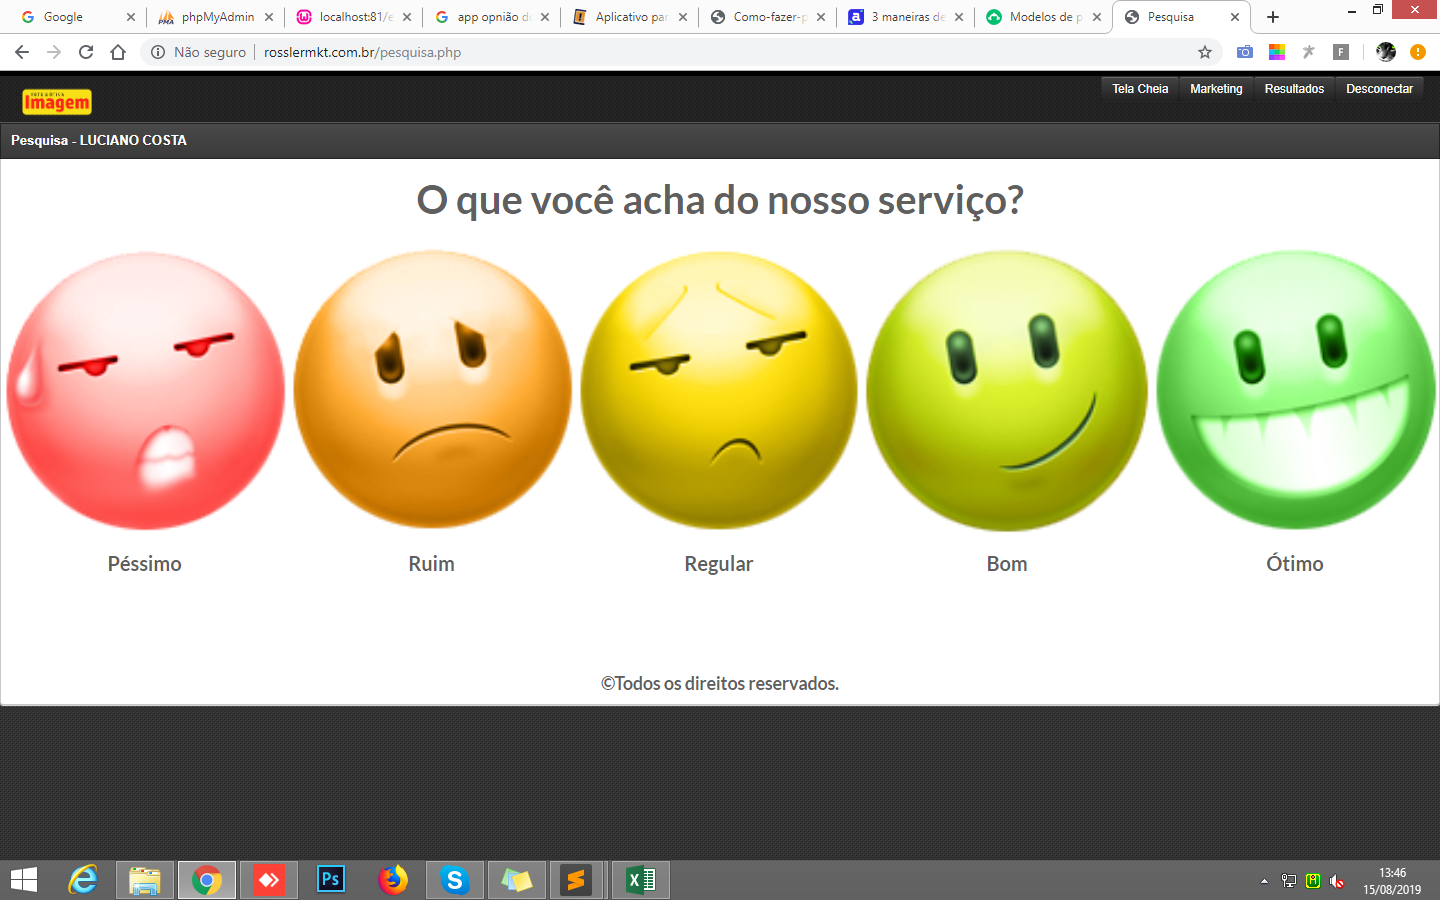 Google
phpMyAdmin
localhost:81/e
app opnião d
Aplicativo par
Como-fazer-p
3 maneiras de
Modelos de p
Pesquisa
Não seguro
rosslermkt.com.br/pesquisa.php
F
Imagem
Tela Cheia
Marketing
Resultados
Desconectar
Pesquisa - LUCIANO COSTA
O que você acha do nosso serviço?
Péssimo
Ruim
Regular
Bom
Ótimo
©Todos os direitos reservados.
Ps
13:46
15/08/2019